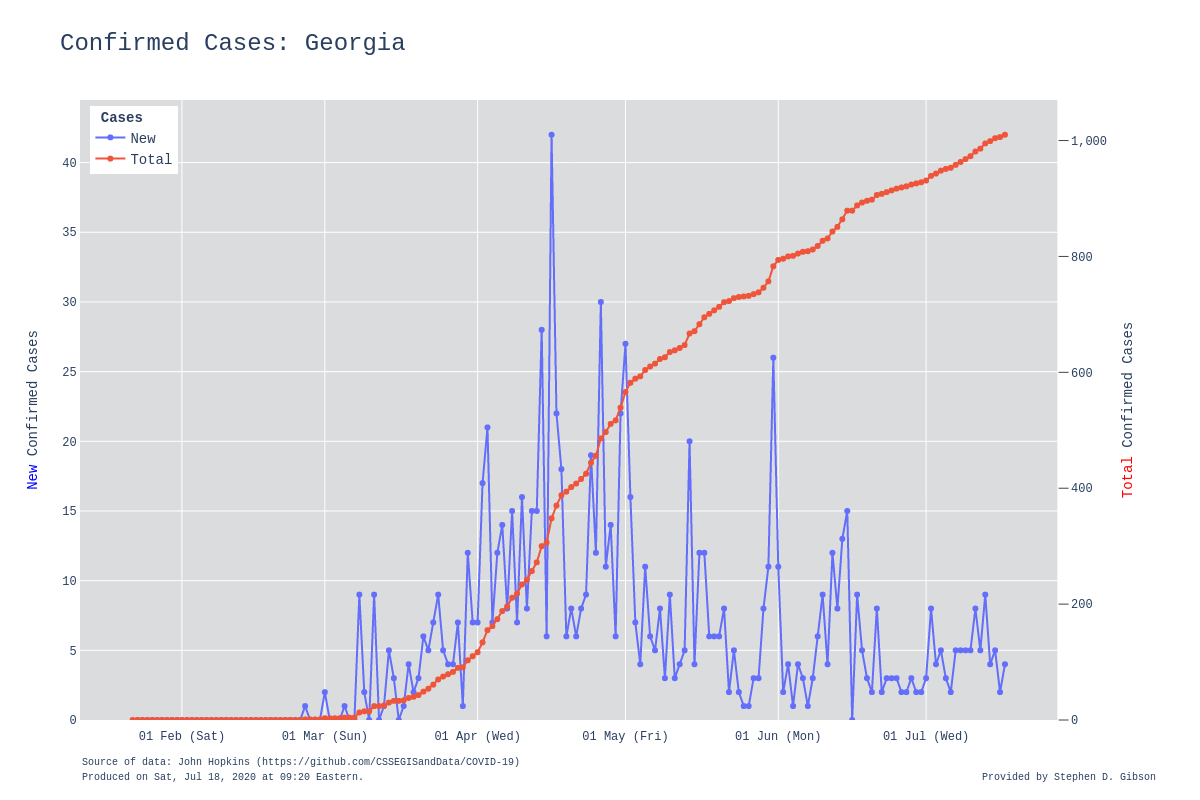 Confirmed Cases: Georgia
Cases
New
Total
40
35
30
25
20
15
10
5
0
1,000
800
600
400
200
0
New Confirmed Cases
Total Confirmed Cases
01 Feb (Sat)
01 Mar (Sun)
01 Apr (Wed)
01 May (Fri)
01 Jun (Mon)
01 Jul (Wed)
Source of data: John Hopkins (https://github.com/CSSEGISandData/COVID-19)
Produced on Sat, Jul 18, 2020 at 09:20 Eastern.
Provided by Stephen D. Gibson